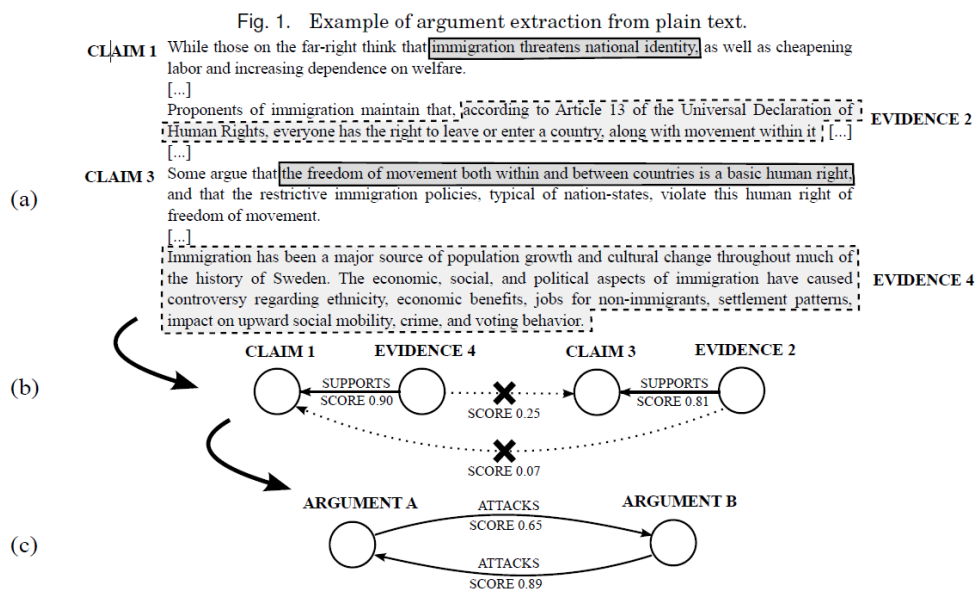 Fig. 1. Example of argument extraction from plain text.
CLAIM 1 While those on the far-right think that immigration threatens national identity, as well as cheapening
labor and increasing dependence on welfare.
[...]
Proponents of immigration maintain that, according to Article 13 of the Universal Declaration of
EVIDENCE 2
Human Rights, everyone has the right to leave or enter a country, along with movement within it [...]
[...]
CLAIM 3 Some argue that the freedom of movement both within and between countries is a basic human right,
(a) and that the restrictive immigration policies, typical of nation-states, violate this human right of
freedom of movement.
[...]
Immigration has been a major source of population growth and cultural change throughout much of
the history of Sweden. The economic, social, and political aspects of immigration have caused
EVIDENCE 4
controversy regarding ethnicity, economic benefits, jobs for non-immigrants, settlement patterns,
impact on upward social mobility, crime, and voting behavior.
CLAIM 1 EVIDENCE 4 CLAIM 3 EVIDENCE 2
(b) SUPPORTS SUPPORTS
SCORE 0.90 SCORE 0.25 SCORE 0.81
SCORE 0.07
ARGUMENT A ATTACKS ARGUMENT B
SCORE 0.65
(c) ATTACKS
SCORE 0.89